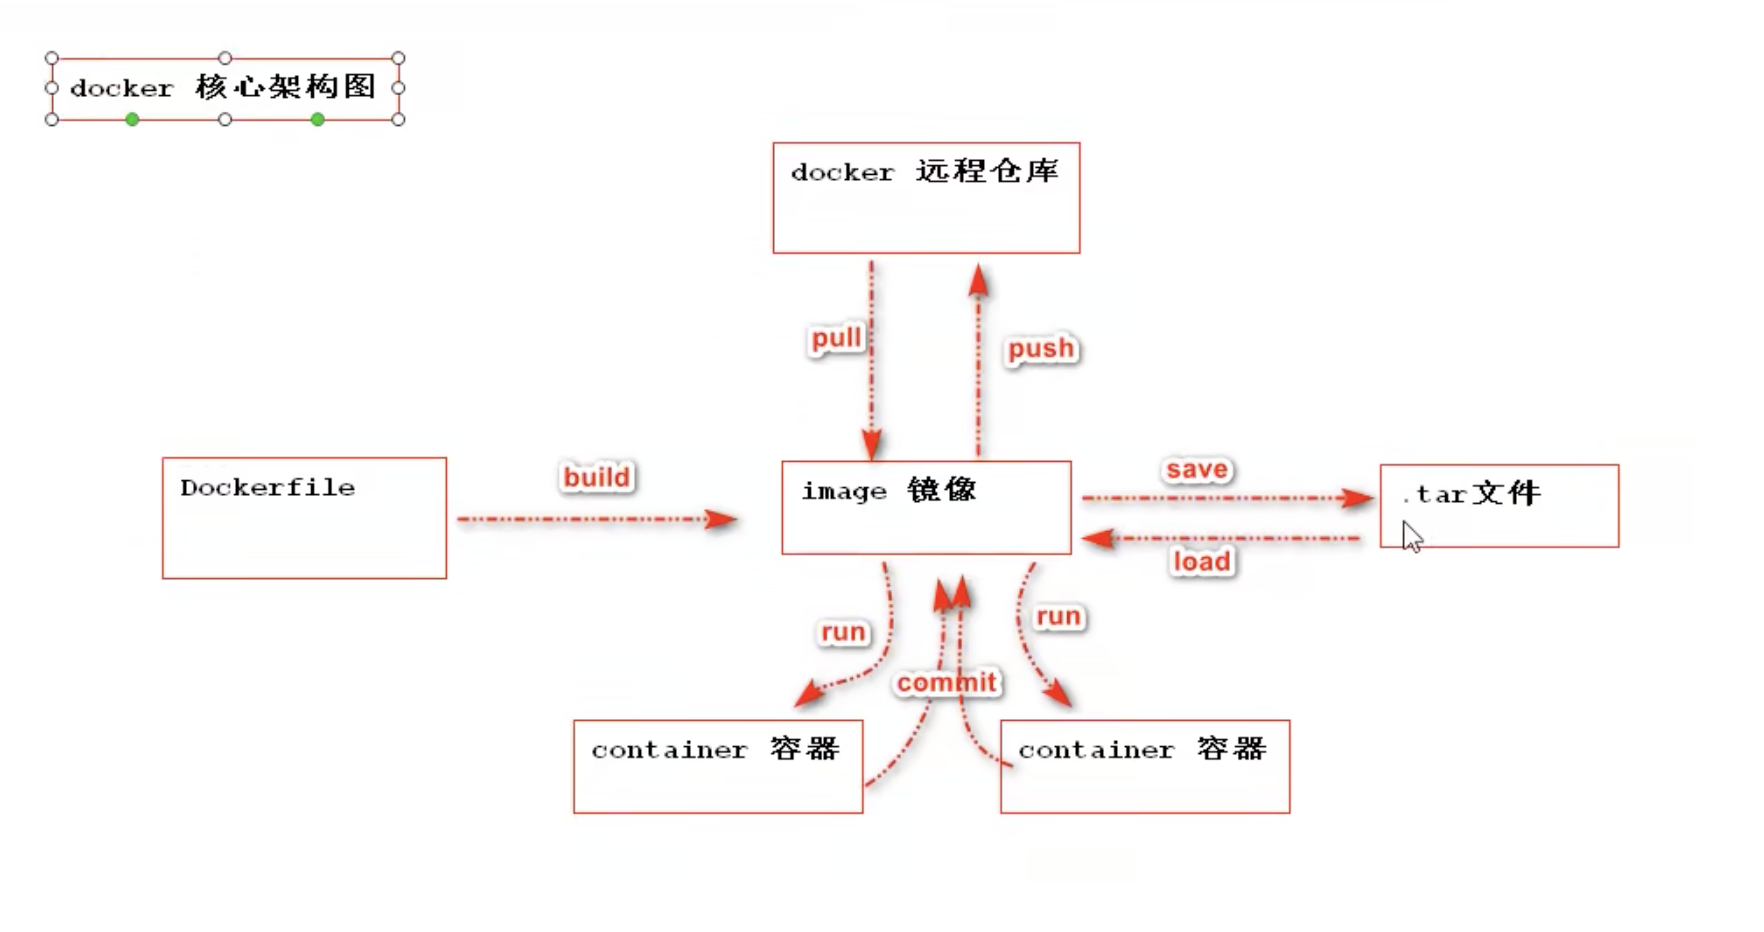 docker 核心架构图
docker 远程仓库
pull
push
Dockerfile
build
image 镜像
save
.tar文件
load
run
run
commit
container 容器
container 容器